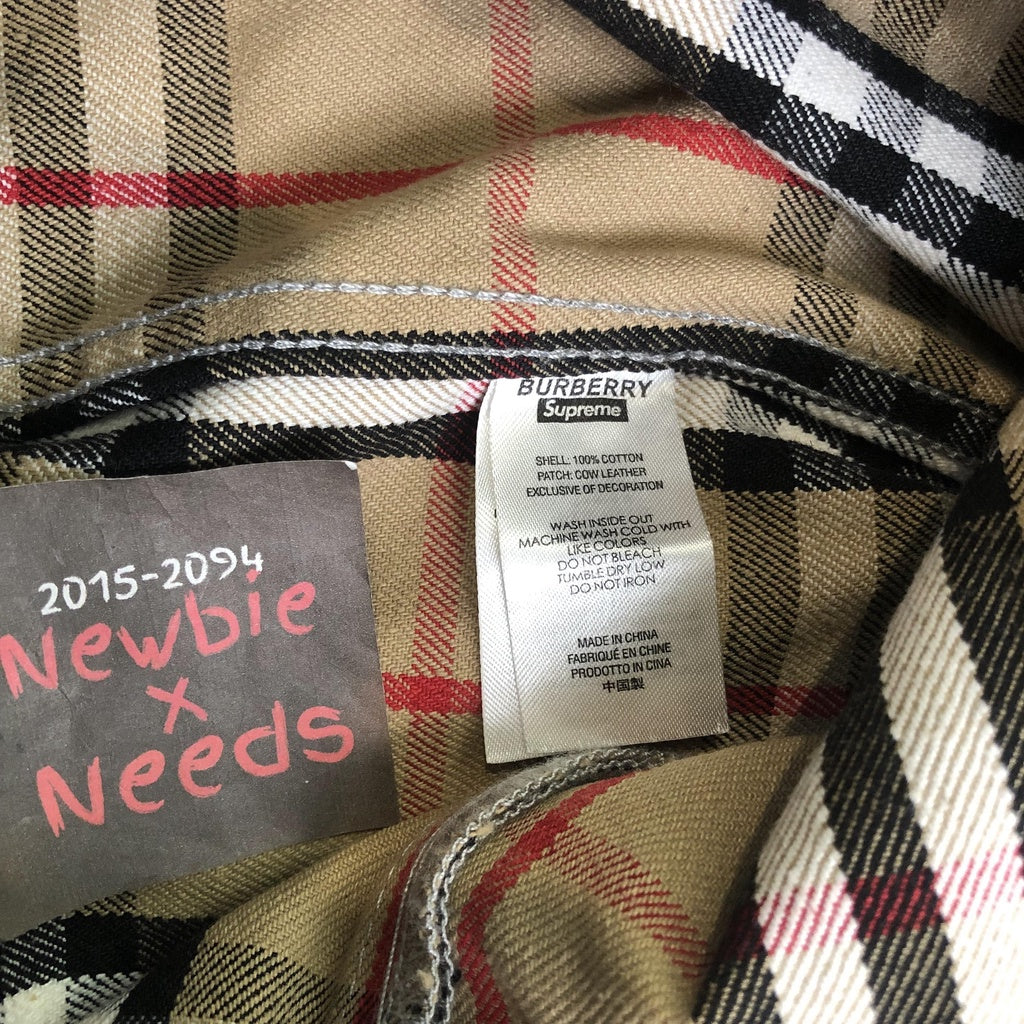 BURBERRY
Supreme
SHELL: 100% COTTON
PATCH: COW LEATHER
EXCLUSIVE OF DECORATION
WASH INSIDE OUT
MACHINE WASH COLD WITH
LIKE COLORS
DO NOT BLEACH
TUMBLE DRY LOW
DO NOT IRON
MADE IN CHINA
FABRIQUÉ EN CHINE
PRODOTTO IN CINA
中国製
2015-2094
Newbie
x
Needs